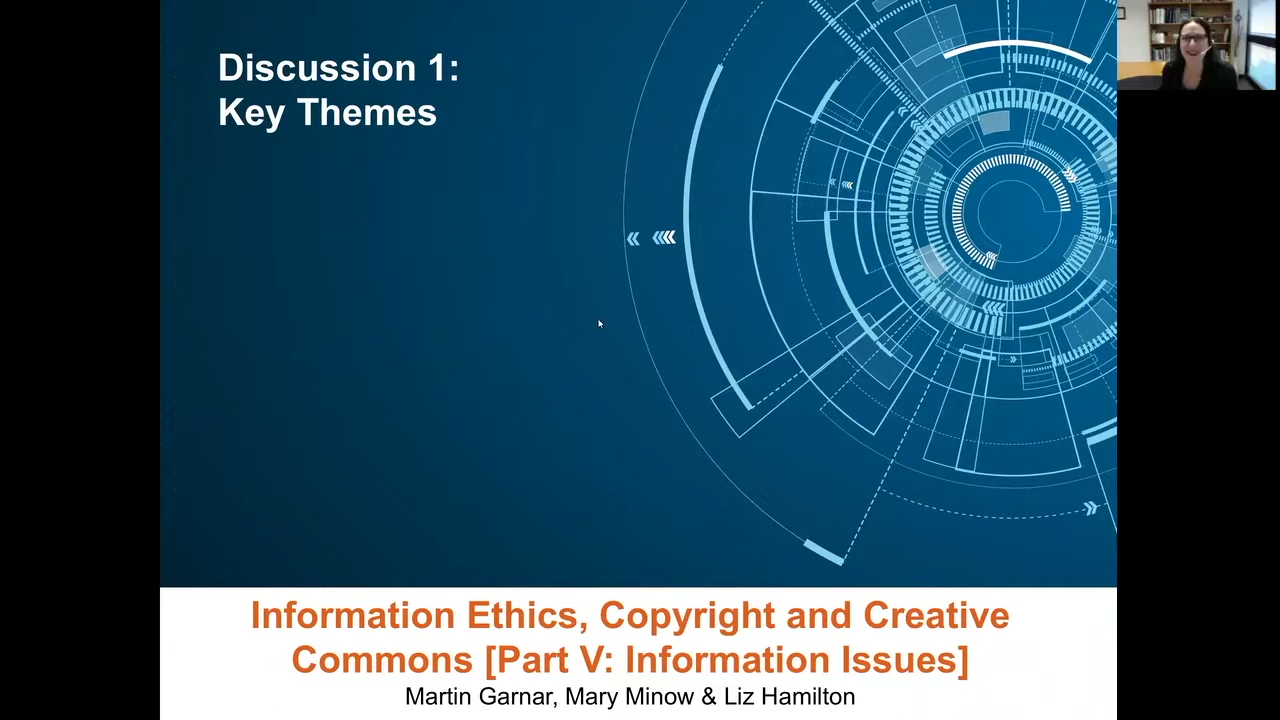 Discussion 1:
Key Themes
Information Ethics, Copyright and Creative
Commons [Part V: Information Issues]
Martin Garnar, Mary Minow & Liz Hamilton